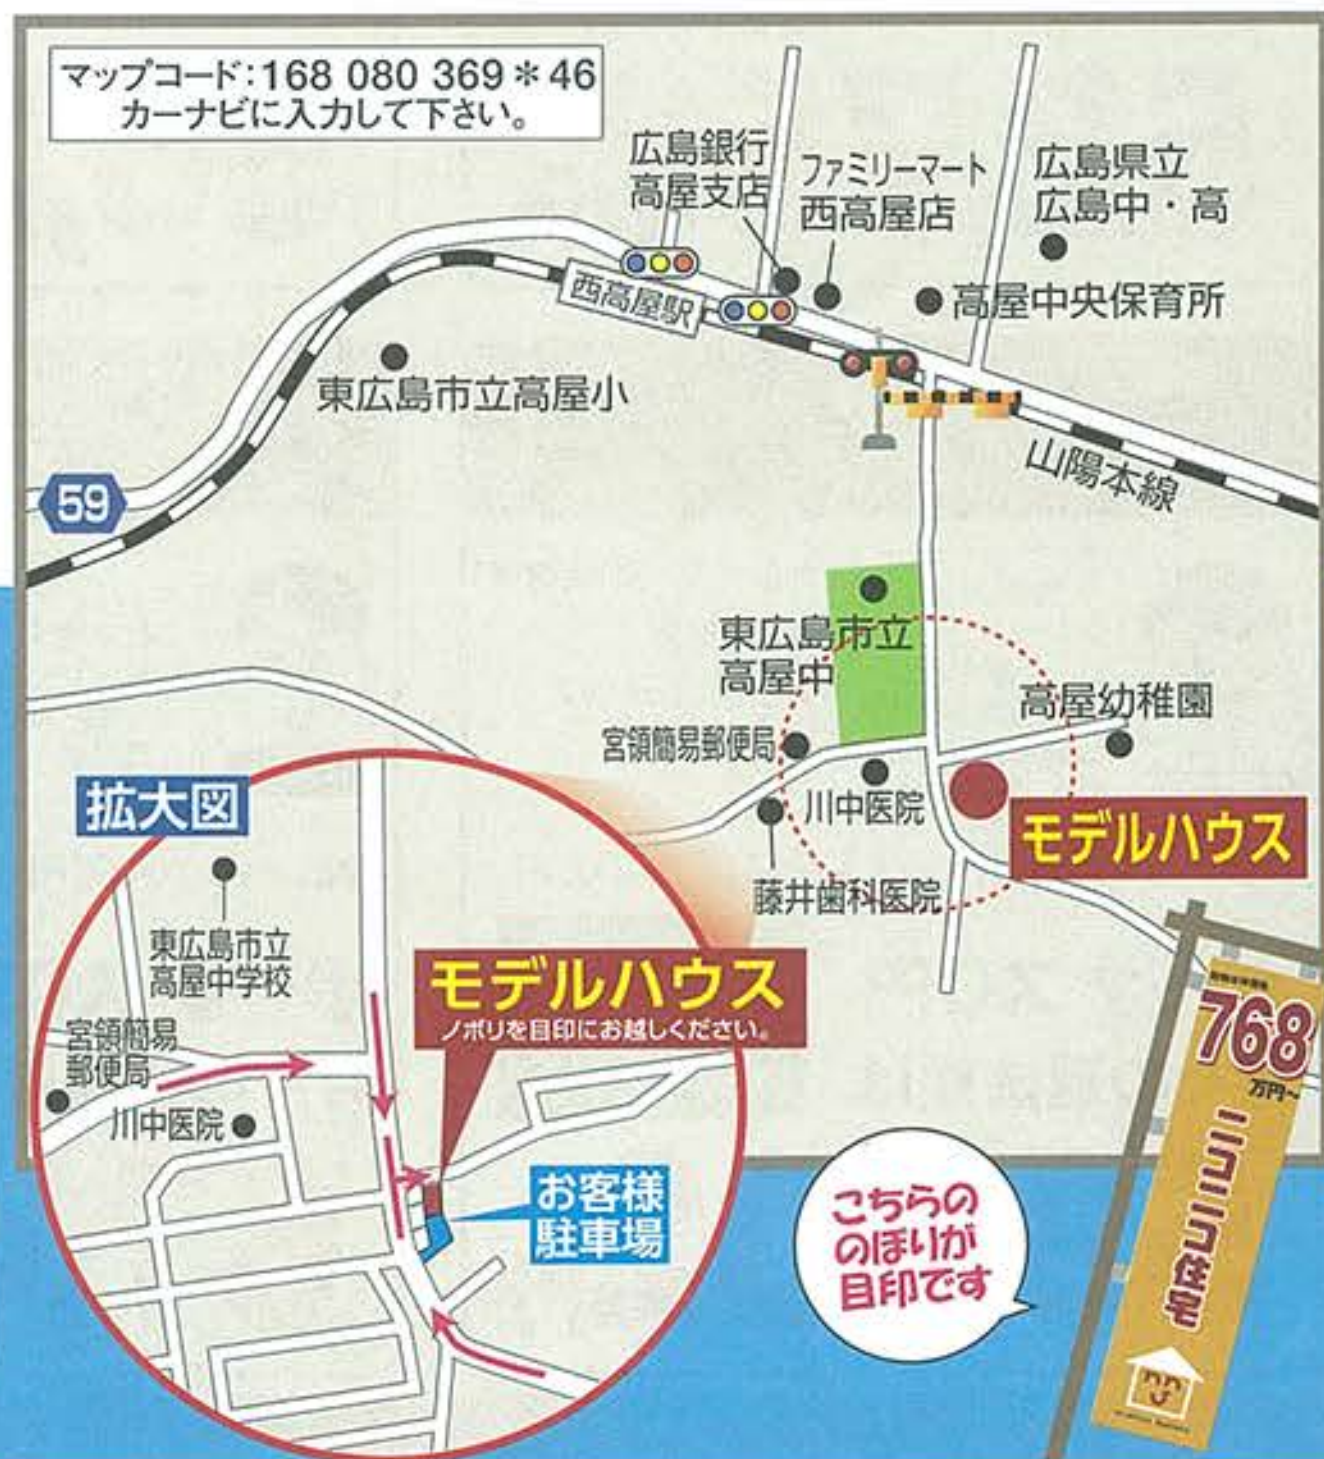 マップコード:168 080 369＊46
カーナビに入力して下さい。
広島銀行
高屋支店
ファミリーマート
西高屋店
広島県立
広島中・高
西高屋駅
高屋中央保育所
東広島市立高屋小
59
山陽本線
東広島市立
高屋中
高屋幼稚園
宮領簡易郵便局
川中医院
モデルハウス
藤井歯科医院
拡大図
東広島市立
高屋中学校
モデルハウス
ノボリを目印にお越しください。
宮領簡易
郵便局
川中医院
お客様
駐車場
こちらの
のぼりが
目印です
768
万円～
ニコニコ住宅